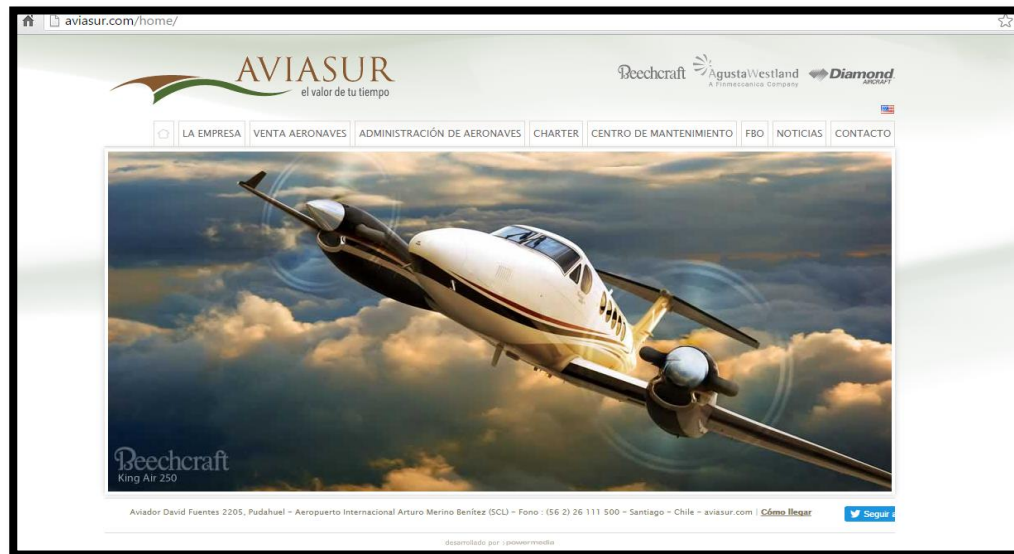 aviasur.com/home/
AVIASUR
el valor de tu tiempo
Beechcraft
AgustaWestland
A Finmeccanica Company
Diamond
AIRCRAFT
LA EMPRESA VENTA AERONAVES ADMINISTRACIÓN DE AERONAVES CHARTER CENTRO DE MANTENIMIENTO FBO NOTICIAS CONTACTO
Beechcraft
King Air 250
Aviador David Fuentes 2205, Pudahuel – Aeropuerto Internacional Arturo Merino Benítez (SCL) – Fono : (56 2) 26 111 500 – Santiago – Chile – aviasur.com | Cómo llegar
Seguir a
desarrollado por :powermedia